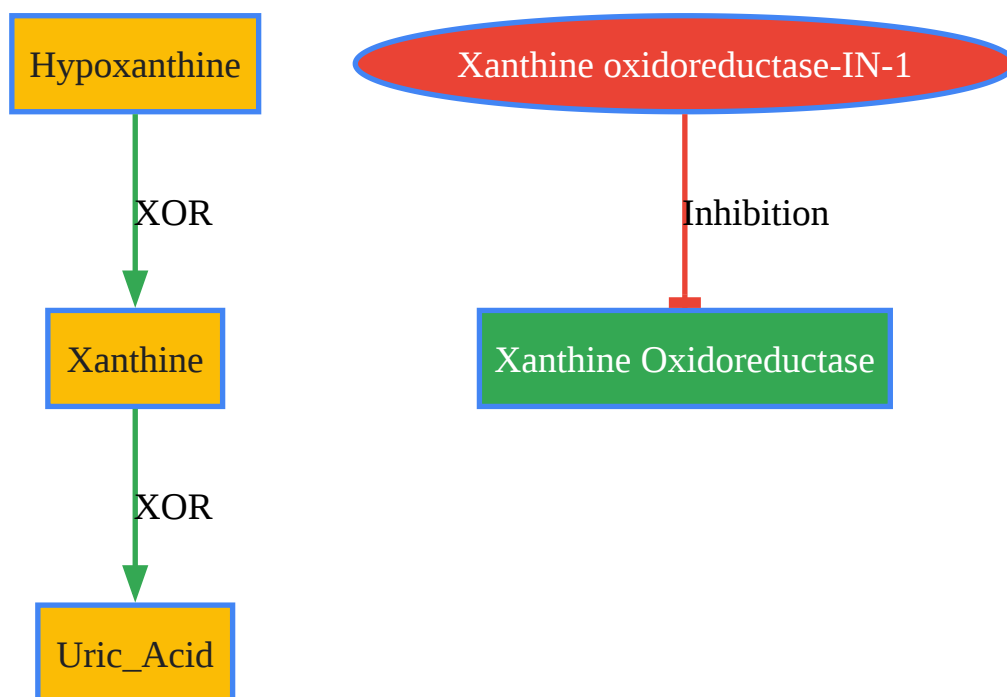 Hypoxanthine
Xanthine oxidoreductase-IN-1
XOR
Inhibition
Xanthine
Xanthine Oxidoreductase
XOR
Uric_Acid